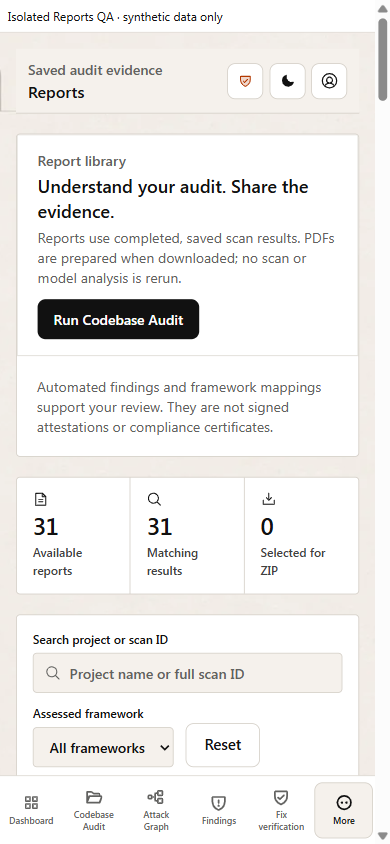 Isolated Reports QA · synthetic data only
Saved audit evidence
Reports
Report library
Understand your audit. Share the
evidence.
Reports use completed, saved scan results. PDFs
are prepared when downloaded; no scan or
model analysis is rerun.
Run Codebase Audit
Automated findings and framework mappings
support your review. They are not signed
attestations or compliance certificates.
31
Available
reports
31
Matching
results
0
Selected for
ZIP
Search project or scan ID
Project name or full scan ID
Assessed framework
All frameworks
Reset
Dashboard
Codebase
Audit
Attack
Graph
Findings
Fix
verification
More